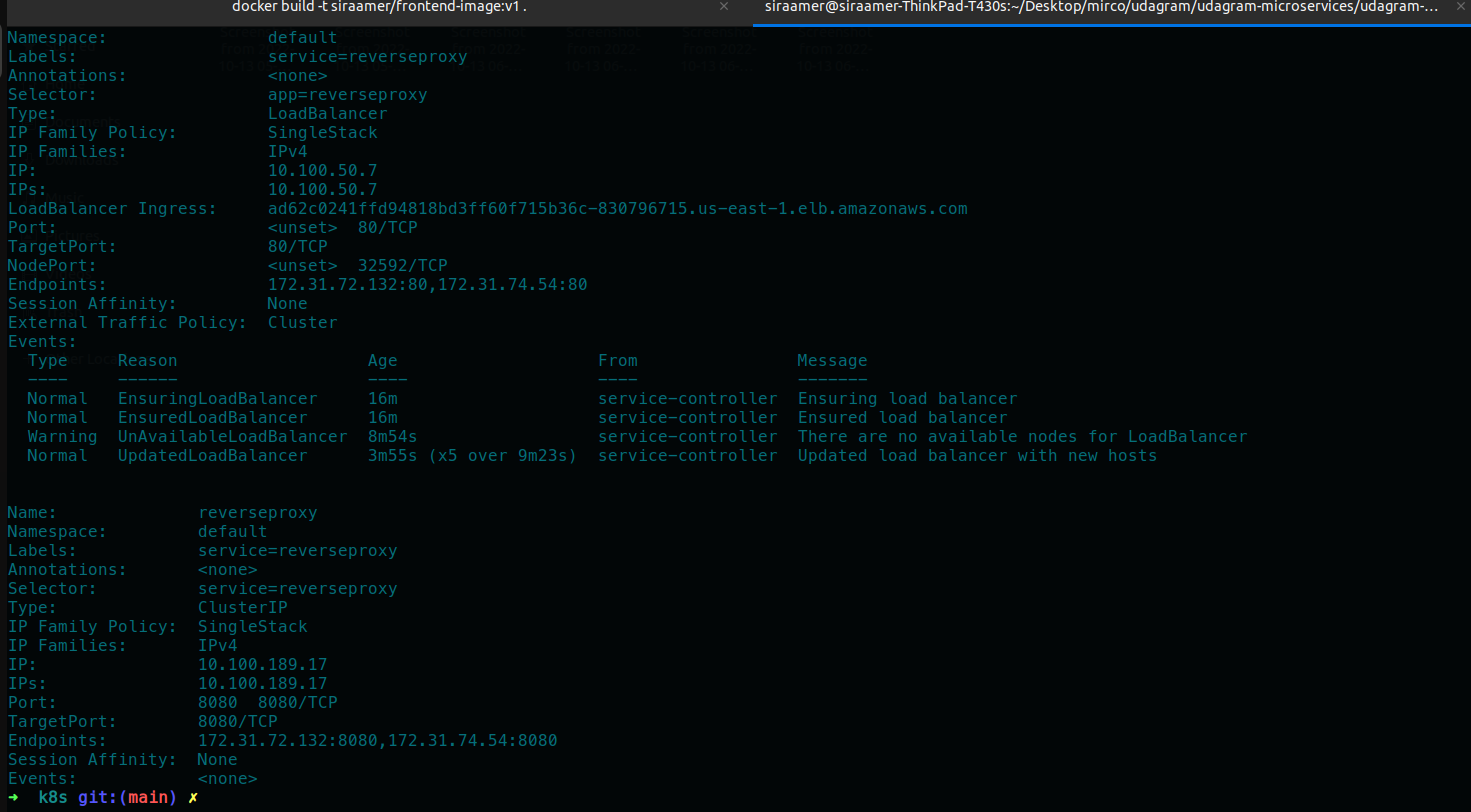 docker build -t siraamer/frontend-image:v1 . × siraamer@siraamer-ThinkPad-T430s:~/Desktop/mirco/udagram/udagram-microservices/udagram-... ×
Namespace: default
Labels: service=reverseproxy
Annotations: <none>
Selector: app=reverseproxy
Type: LoadBalancer
IP Family Policy: SingleStack
IP Families: IPv4
IP: 10.100.50.7
IPs: 10.100.50.7
LoadBalancer Ingress: ad62c0241ffd94818bd3ff60f715b36c-830796715.us-east-1.elb.amazonaws.com
Port: <unset> 80/TCP
TargetPort: 80/TCP
NodePort: <unset> 32592/TCP
Endpoints: 172.31.72.132:80,172.31.74.54:80
Session Affinity: None
External Traffic Policy: Cluster
Events:
Type Reason Age From Message
---- ------ ---- ---- -------
Normal EnsuringLoadBalancer 16m service-controller Ensuring load balancer
Normal EnsuredLoadBalancer 16m service-controller Ensured load balancer
Warning UnAvailableLoadBalancer 8m54s service-controller There are no available nodes for LoadBalancer
Normal UpdatedLoadBalancer 3m55s (x5 over 9m23s) service-controller Updated load balancer with new hosts
Name: reverseproxy
Namespace: default
Labels: service=reverseproxy
Annotations: <none>
Selector: service=reverseproxy
Type: ClusterIP
IP Family Policy: SingleStack
IP Families: IPv4
IP: 10.100.189.17
IPs: 10.100.189.17
Port: 8080 8080/TCP
TargetPort: 8080/TCP
Endpoints: 172.31.72.132:8080,172.31.74.54:8080
Session Affinity: None
Events: <none>
➜ k8s git:(main) ✗